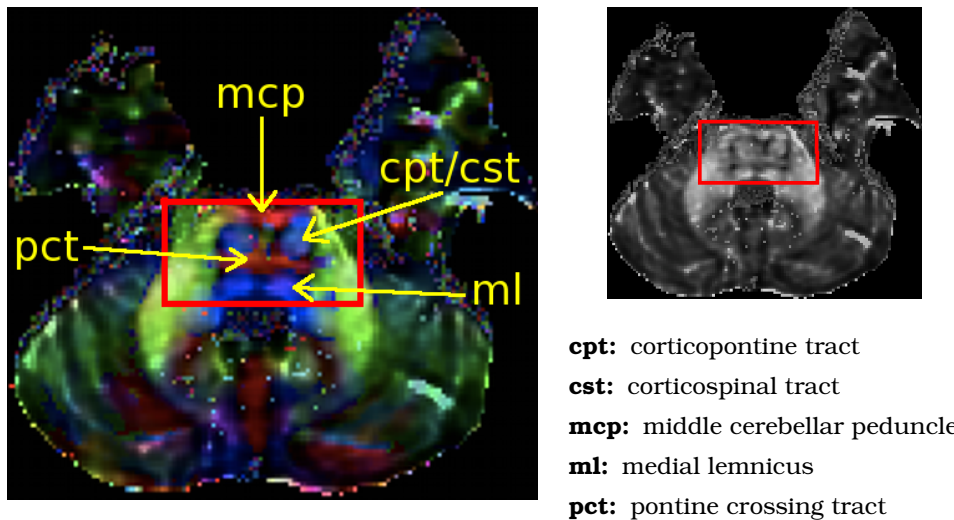 mcp
cpt/cst
pct
ml
cpt: corticopontine tract
cst: corticospinal tract
mcp: middle cerebellar peduncle
ml: medial lemnicus
pct: pontine crossing tract